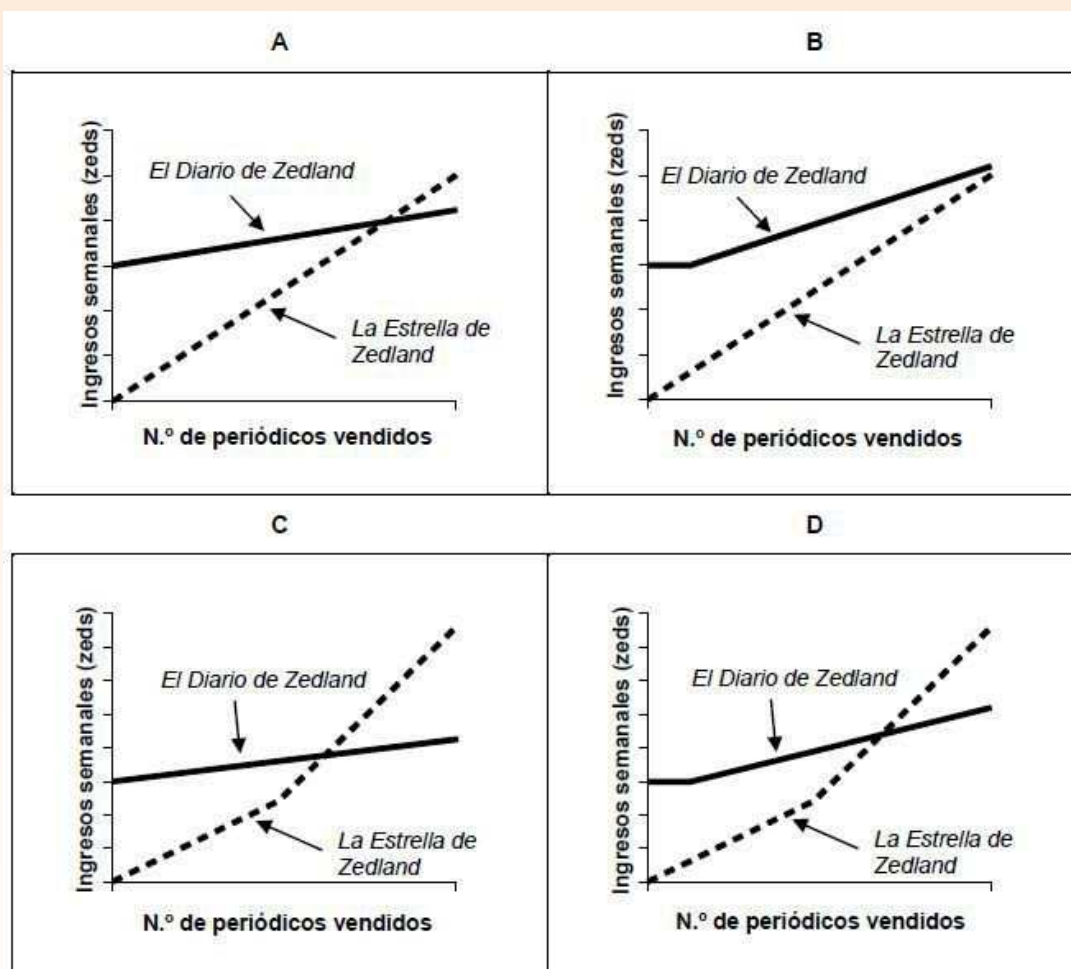 A
B
Ingresos semanales (zeds)
El Diario de Zedland
La Estrella de
Zedland
N.º de periódicos vendidos
Ingresos semanales (zeds)
El Diario de Zedland
La Estrella de
Zedland
N.º de periódicos vendidos
C
D
Ingresos semanales (zeds)
El Diario de Zedland
La Estrella de
Zedland
N.º de periódicos vendidos
Ingresos semanales (zeds)
El Diario de Zedland
La Estrella de
Zedland
N.º de periódicos vendidos